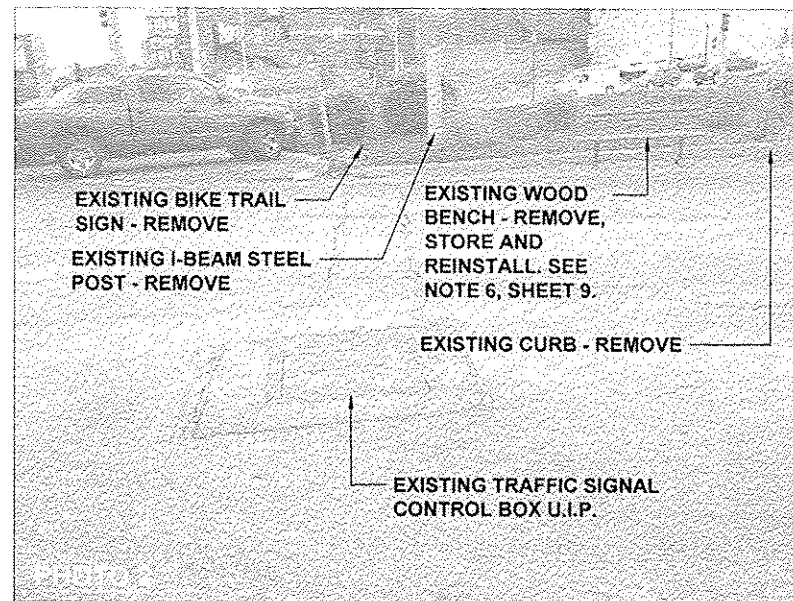 EXISTING BIKE TRAIL
SIGN - REMOVE
EXISTING I-BEAM STEEL
POST - REMOVE
EXISTING WOOD
BENCH - REMOVE,
STORE AND
REINSTALL. SEE
NOTE 6, SHEET 9.
EXISTING CURB - REMOVE
EXISTING TRAFFIC SIGNAL
CONTROL BOX U.I.P.
PHOTO